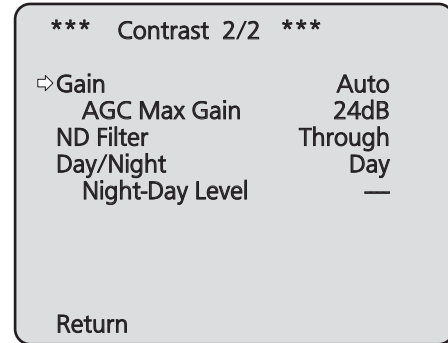 *** Contrast 2/2 ***
⇨Gain Auto
AGC Max Gain 24dB
ND Filter Through
Day/Night Day
Night-Day Level ––
Return